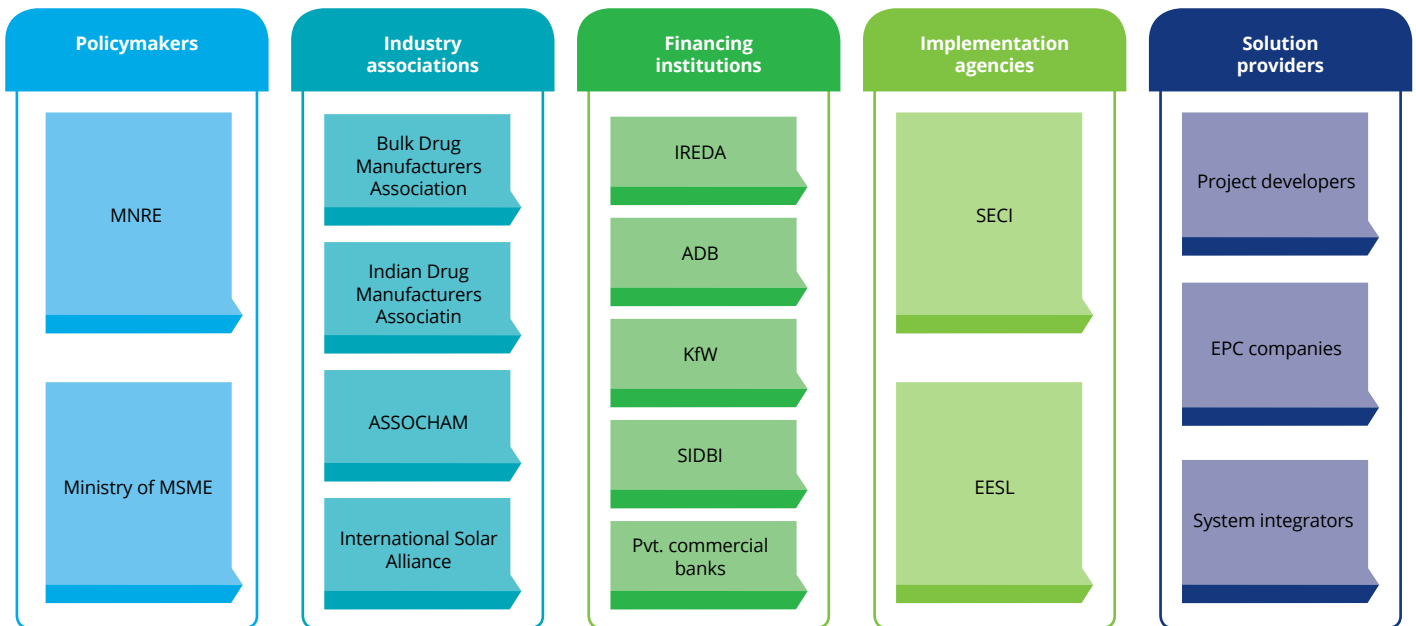 Policymakers
MNRE
Ministry of MSME
Industry
associations
Bulk Drug
Manufacturers
Association
Indian Drug
Manufacturers
Associatin
ASSOCHAM
International Solar
Alliance
Financing
institutions
IREDA
ADB
KfW
SIDBI
Pvt. commercial
banks
Implementation
agencies
SECI
EESL
Solution
providers
Project developers
EPC companies
System integrators